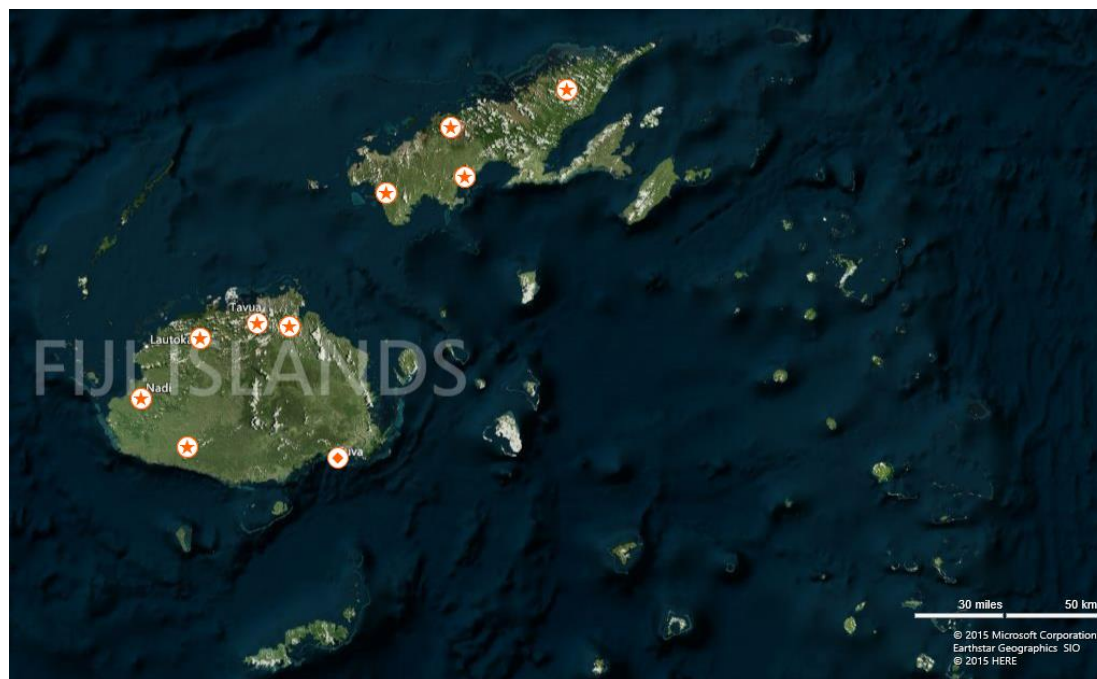 Tavua
Lautoka
FIJI ISLANDS
Nadi
30 miles
50 km
© 2015 Microsoft Corporation
Earthstar Geographics SIO
© 2015 HERE